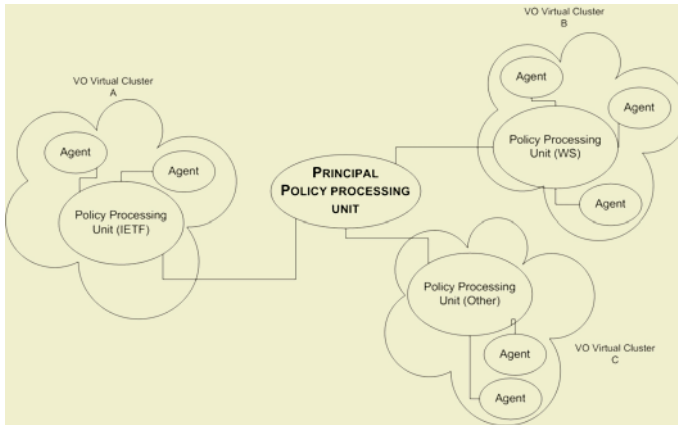 VO Virtual Cluster
A
Agent
Agent
Policy Processing
Unit (IETF)
PRINCIPAL
POLICY PROCESSING
UNIT
VO Virtual Cluster
B
Agent
Agent
Policy Processing
Unit (WS)
Agent
Policy Processing
Unit (Other)
Agent
Agent
VO Virtual Cluster
C